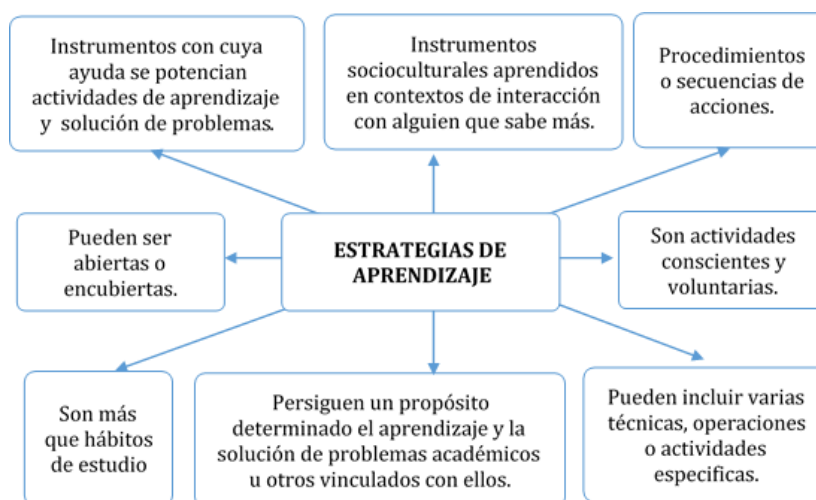 Instrumentos con cuya
ayuda se potencian
actividades de aprendizaje
y solución de problemas.
Instrumentos
socioculturales aprendidos
en contextos de interacción
con alguien que sabe más.
Procedimientos
o secuencias de
acciones.
Pueden ser
abiertas o
encubiertas.
ESTRATEGIAS DE
APRENDIZAJE
Son actividades
conscientes y
voluntarias.
Son más
que hábitos
de estudio
Persiguen un propósito
determinado el aprendizaje y la
solución de problemas académicos
u otros vinculados con ellos.
Pueden incluir varias
técnicas, operaciones
o actividades
especificas.